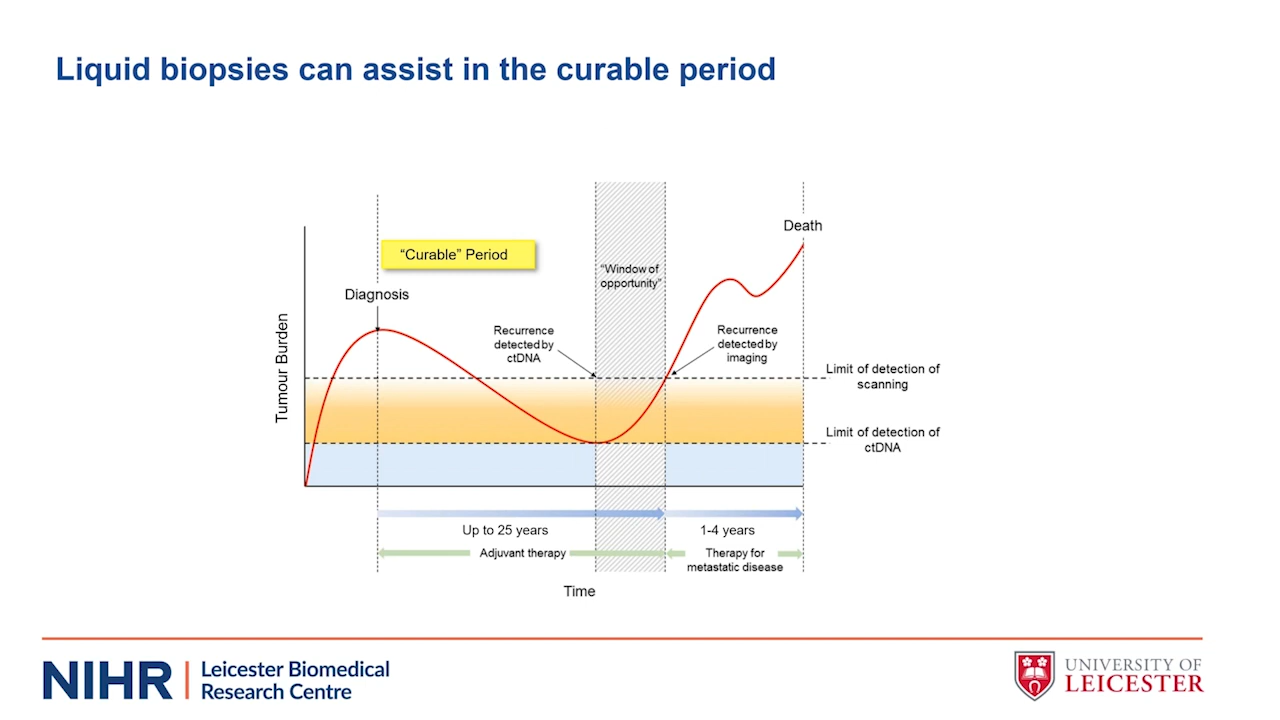 Liquid biopsies can assist in the curable period
Death
“Curable” Period
“Window of
opportunity”
Diagnosis
Recurrence
detected by
ctDNA
Recurrence
detected by
imaging
Tumour Burden
Limit of detection of
scanning
Limit of detection of
ctDNA
Up to 25 years
1-4 years
Adjuvant therapy
Therapy for
metastatic disease
Time
NIHR
Leicester Biomedical
Research Centre
UNIVERSITY OF
LEICESTER